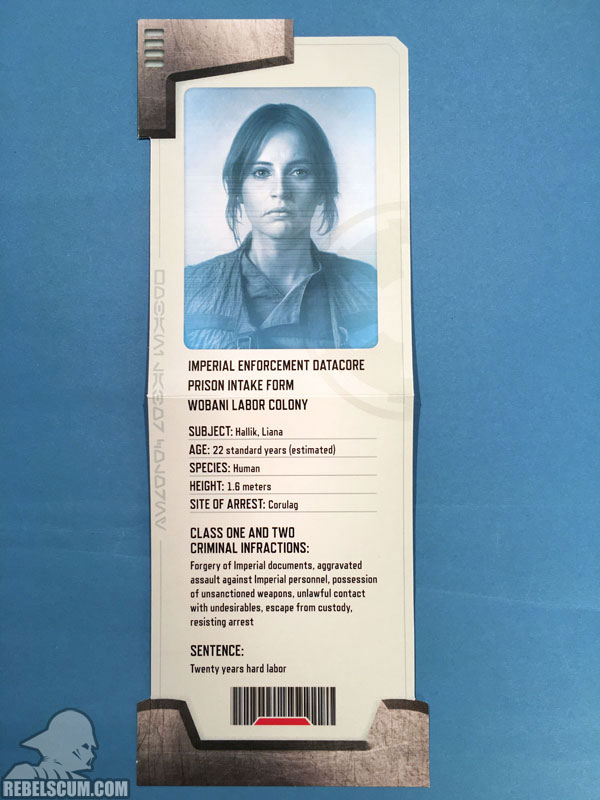 IMPERIAL ENFORCEMENT DATACORE
PRISON INTAKE FORM
WOBANI LABOR COLONY
SUBJECT: Hallik, Liana
AGE: 22 standard years (estimated)
SPECIES: Human
HEIGHT: 1.6 meters
SITE OF ARREST: Corulag
CLASS ONE AND TWO
CRIMINAL INFRACTIONS:
Forgery of Imperial documents, aggravated
assault against Imperial personnel, possession
of unsanctioned weapons, unlawful contact
with undesirables, escape from custody,
resisting arrest
SENTENCE:
Twenty years hard labor
REBELSCUM.COM